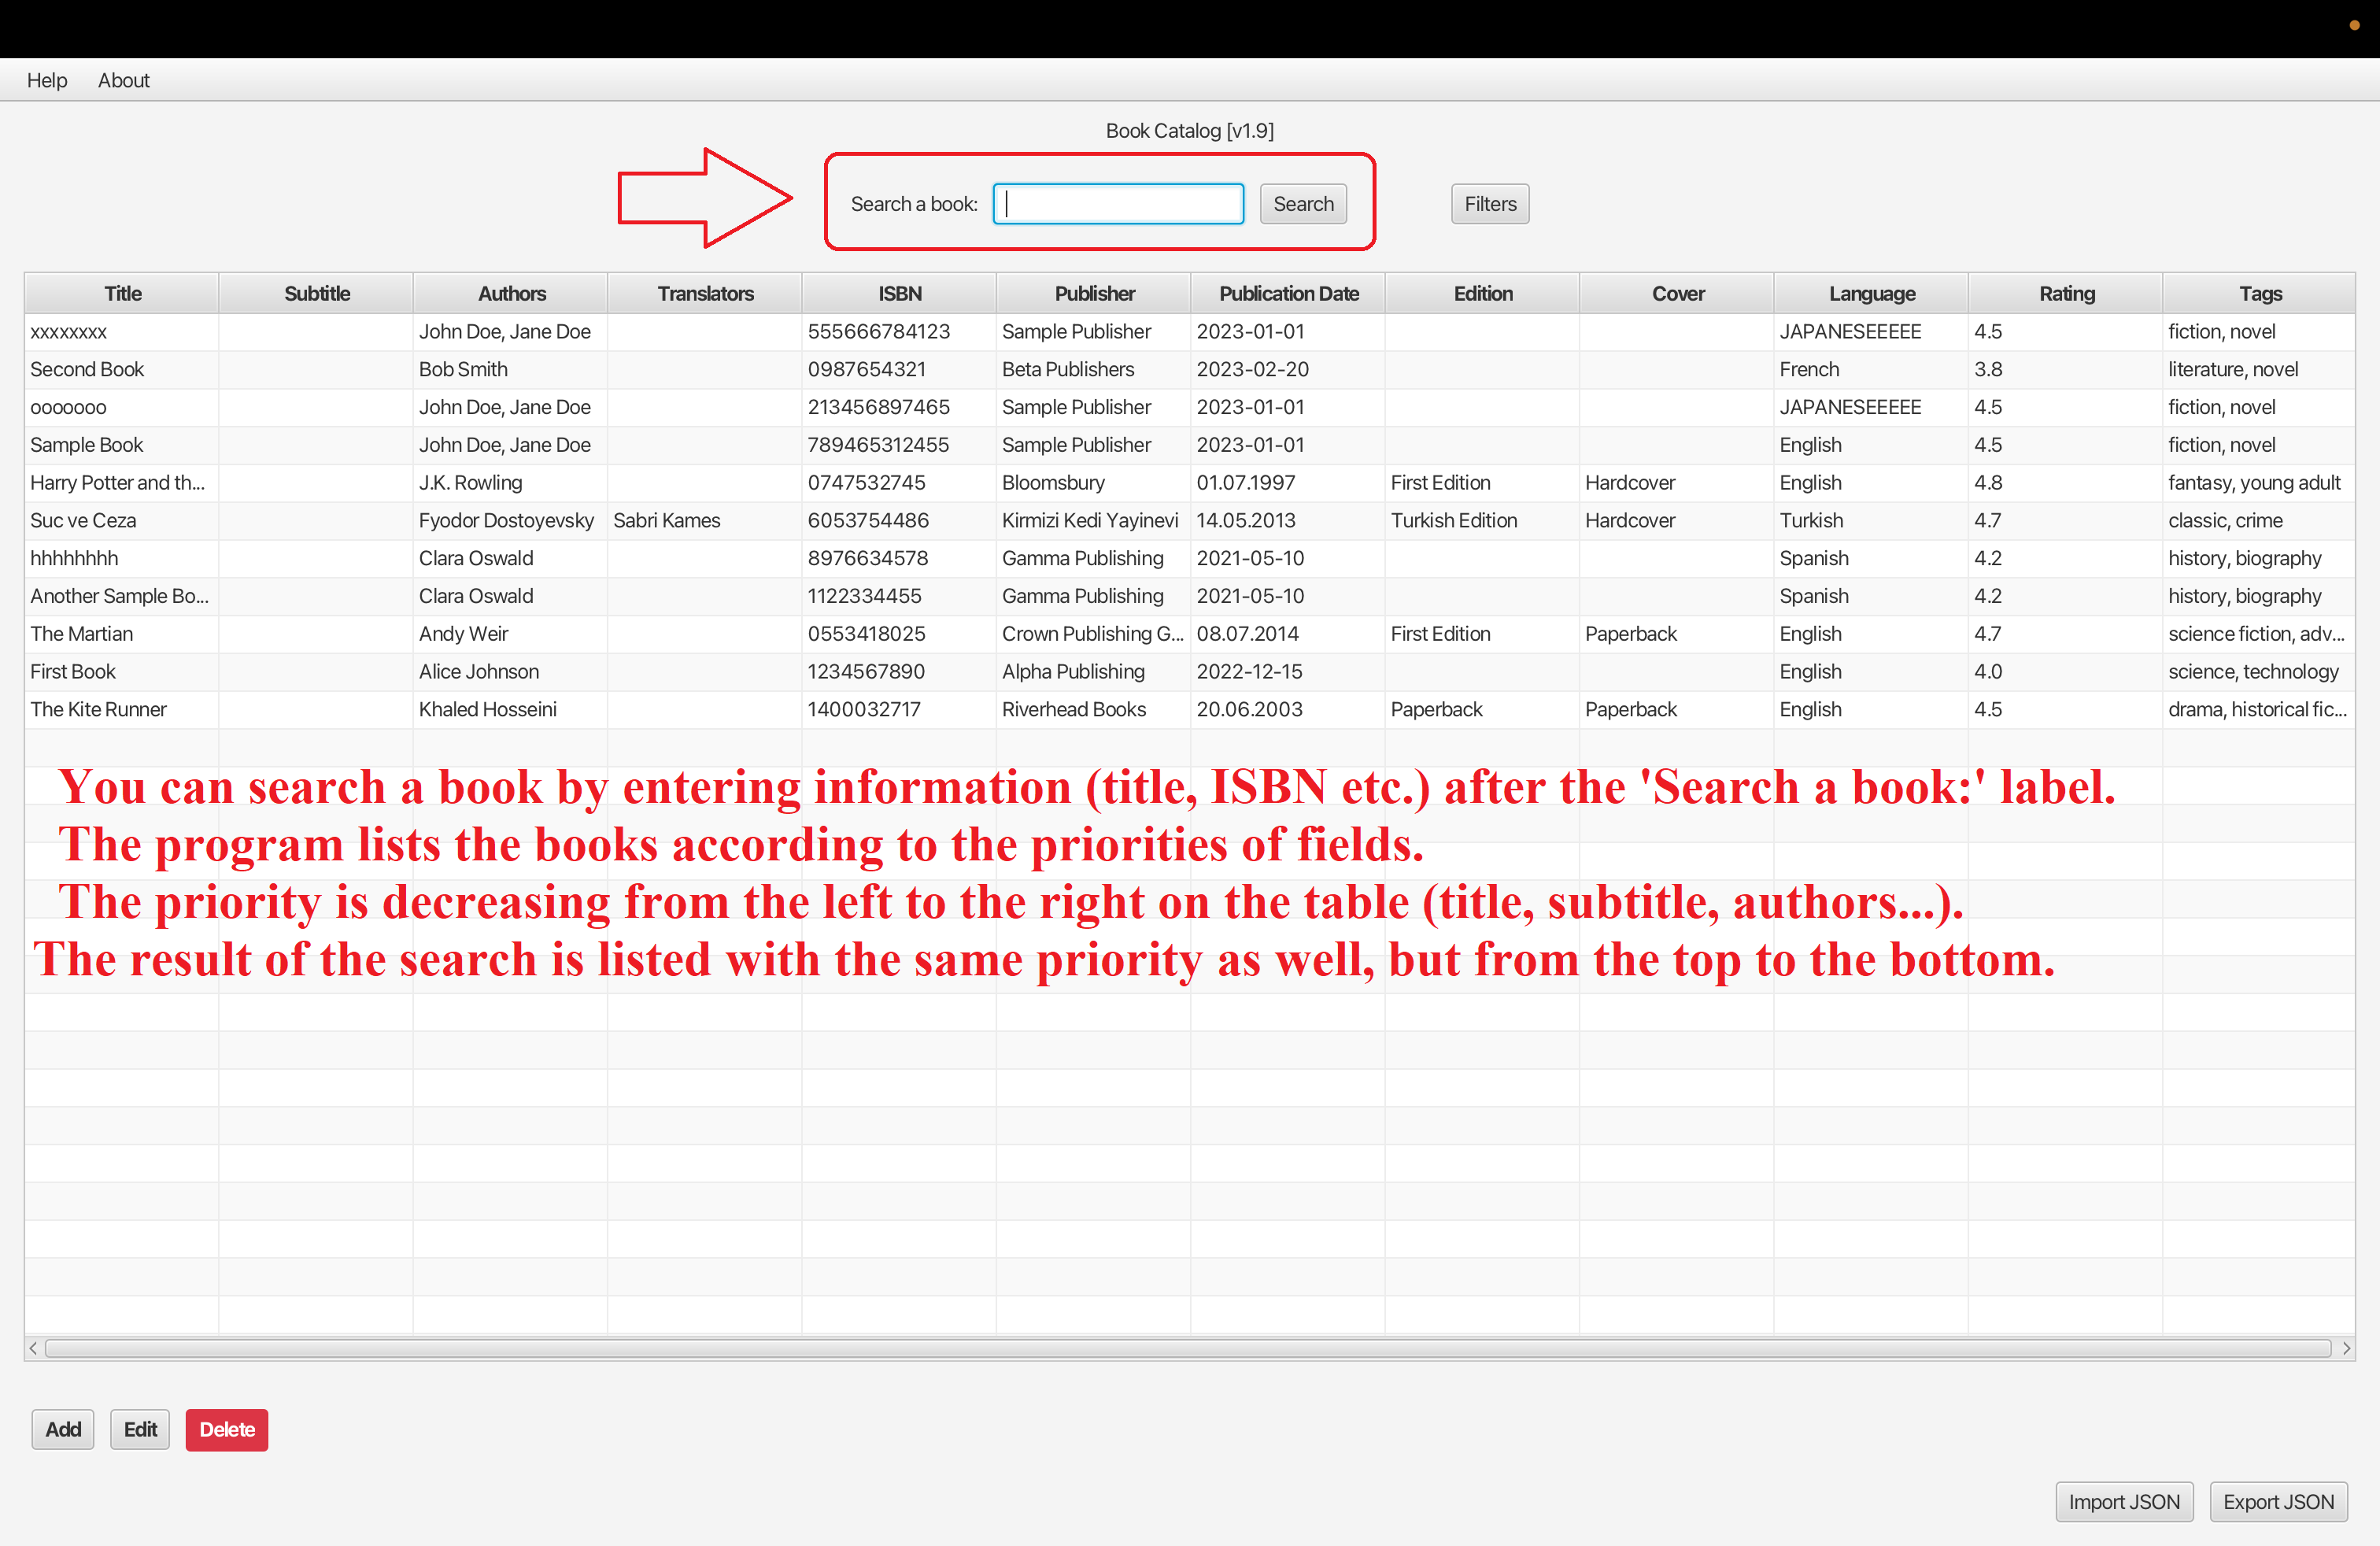 Help About
Book Catalog [v1.9]
Search a book: Search Filters
Title Subtitle Authors Translators ISBN Publisher Publication Date Edition Cover Language Rating Tags
xxxxxxxx John Doe, Jane Doe 555666784123 Sample Publisher 2023-01-01 JAPANESEEEEE 4.5 fiction, novel
Second Book Bob Smith 0987654321 Beta Publishers 2023-02-20 French 3.8 literature, novel
ooooooo John Doe, Jane Doe 213456897465 Sample Publisher 2023-01-01 JAPANESEEEEE 4.5 fiction, novel
Sample Book John Doe, Jane Doe 789465312455 Sample Publisher 2023-01-01 English 4.5 fiction, novel
Harry Potter and th... J.K. Rowling 0747532745 Bloomsbury 01.07.1997 First Edition Hardcover English 4.8 fantasy, young adult
Suc ve Ceza Fyodor Dostoyevsky Sabri Kames 6053754486 Kirmizi Kedi Yayinevi 14.05.2013 Turkish Edition Hardcover Turkish 4.7 classic, crime
hhhhhhhh Clara Oswald 8976634578 Gamma Publishing 2021-05-10 Spanish 4.2 history, biography
Another Sample Bo... Clara Oswald 1122334455 Gamma Publishing 2021-05-10 Spanish 4.2 history, biography
The Martian Andy Weir 0553418025 Crown Publishing G... 08.07.2014 First Edition Paperback English 4.7 science fiction, adv...
First Book Alice Johnson 1234567890 Alpha Publishing 2022-12-15 English 4.0 science, technology
The Kite Runner Khaled Hosseini 1400032717 Riverhead Books 20.06.2003 Paperback Paperback English 4.5 drama, historical fic...
You can search a book by entering information (title, ISBN etc.) after the 'Search a book:' label.
The program lists the books according to the priorities of fields.
The priority is decreasing from the left to the right on the table (title, subtitle, authors...).
The result of the search is listed with the same priority as well, but from the top to the bottom.
Add Edit Delete
Import JSON Export JSON